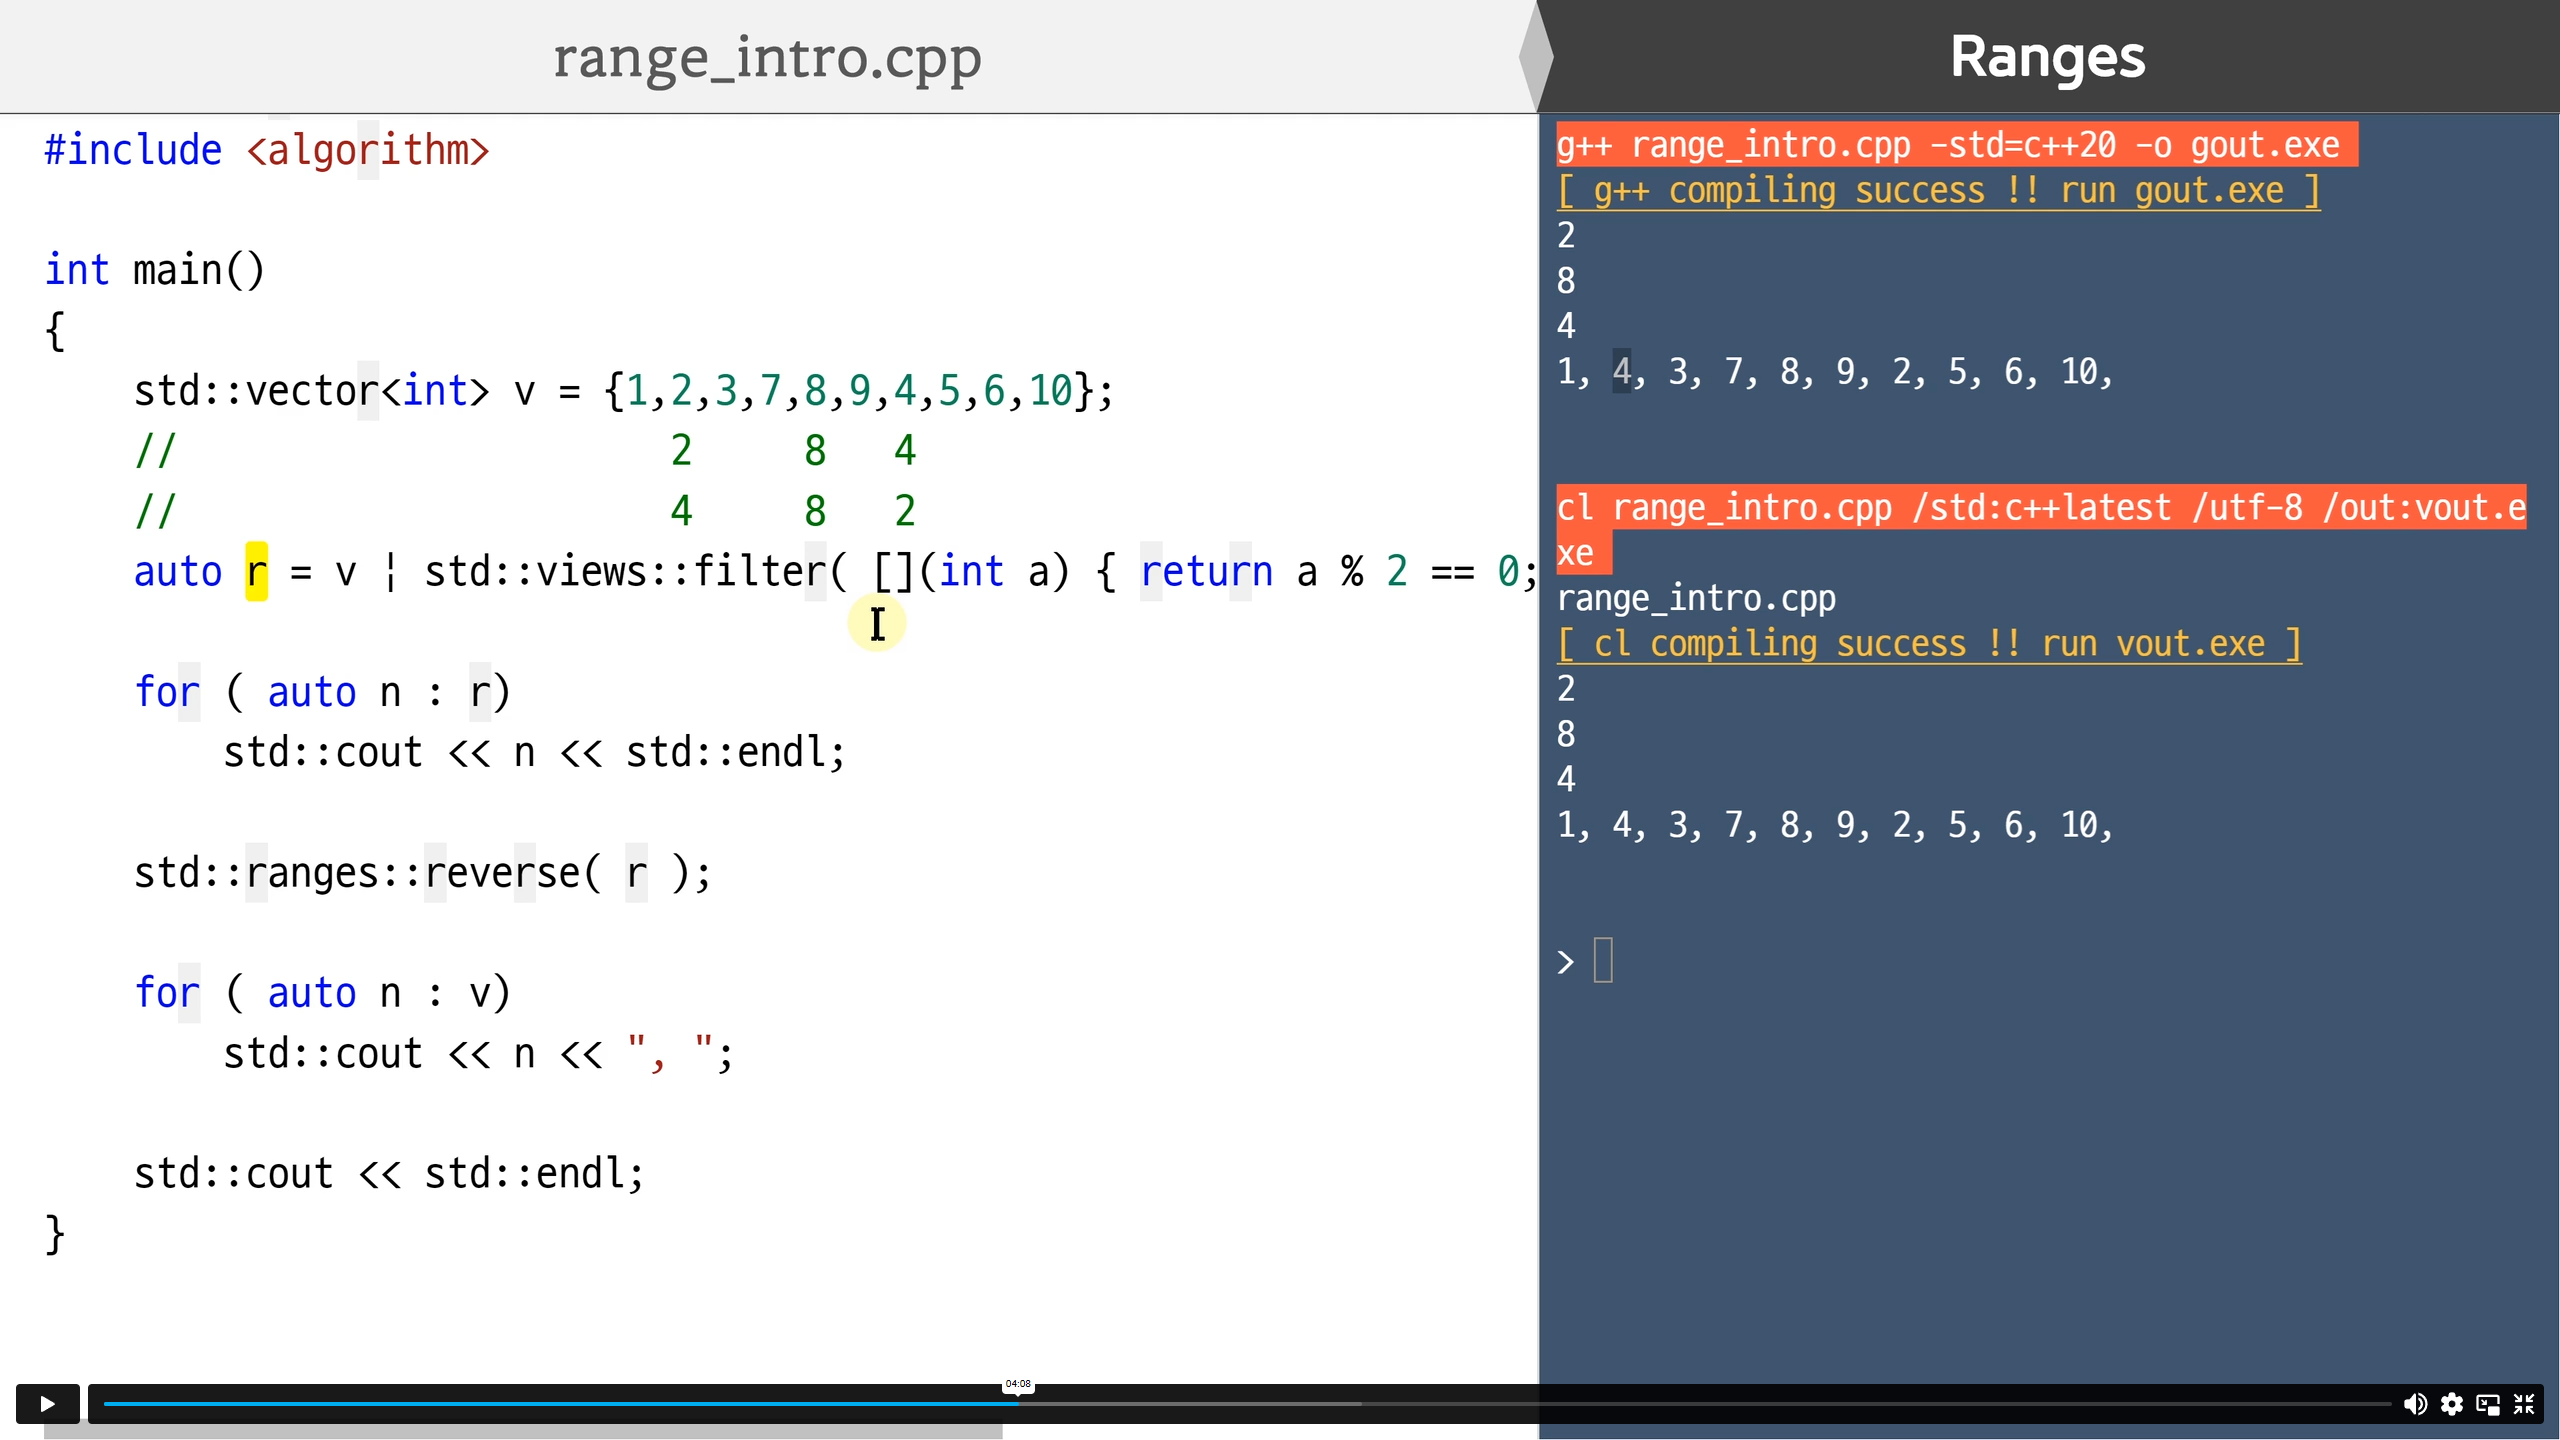 range_intro.cpp
Ranges
#include <algorithm>
int main()
{
    std::vector<int> v = {1,2,3,7,8,9,4,5,6,10};
    //                      2     8   4
    //                      4     8   2
    auto r = v | std::views::filter( [](int a) { return a % 2 == 0;
    for ( auto n : r)
        std::cout << n << std::endl;
    std::ranges::reverse( r );
    for ( auto n : v)
        std::cout << n << ", ";
    std::cout << std::endl;
}
g++ range_intro.cpp -std=c++20 -o gout.exe
[ g++ compiling success !! run gout.exe ]
2
8
4
1, 4, 3, 7, 8, 9, 2, 5, 6, 10,
cl range_intro.cpp /std:c++latest /utf-8 /out:vout.e
xe
range_intro.cpp
[ cl compiling success !! run vout.exe ]
2
8
4
1, 4, 3, 7, 8, 9, 2, 5, 6, 10,
>
04:08